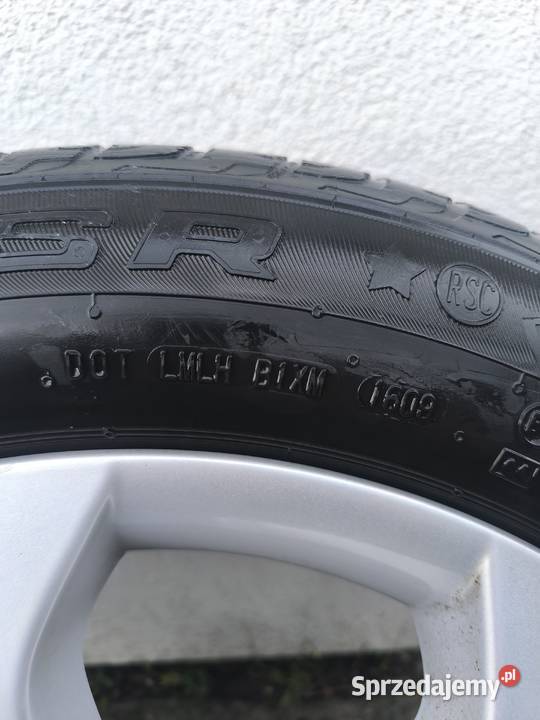 SR RSC
DOT LMLH B1XM 1609
Sprzedajemy.pl